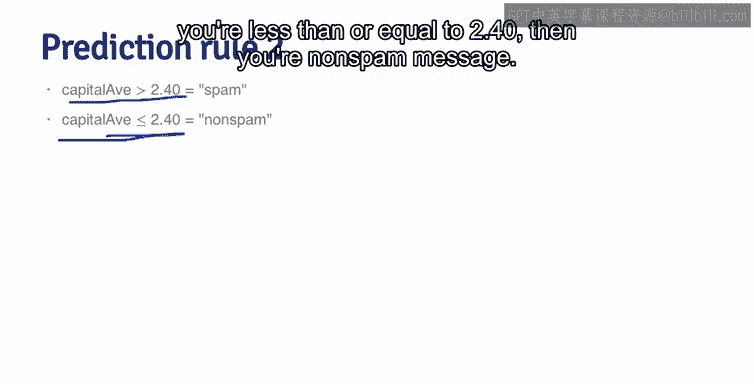 you're less than or equal to 2.40, then
you're nonspam message.
Prediction rule 2
· capitalAve > 2.40 = "spam"
· capitalAve ≤ 2.40 = "nonspam"